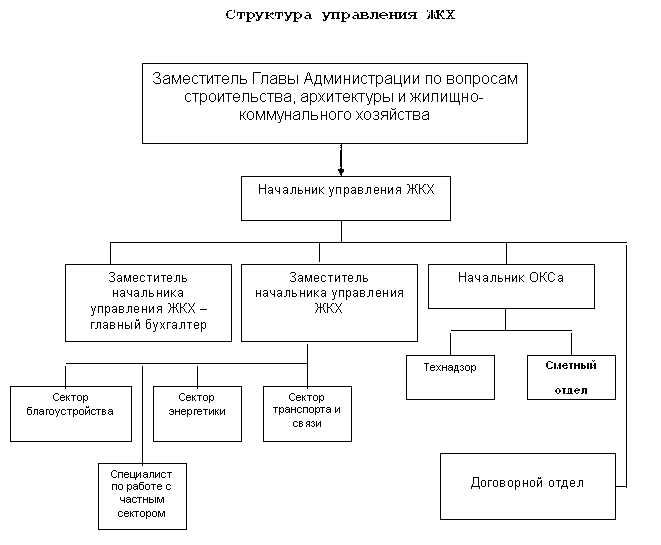 Структура управления ЖКХ
Заместитель Главы Администрации по вопросам
строительства, архитектуры и жилищно-
коммунального хозяйства
Начальник управления ЖКХ
Заместитель
начальника
управления ЖКХ –
главный бухгалтер
Заместитель
начальника управления
ЖКХ
Начальник ОКСа
Технадзор
Сметный
отдел
Сектор
благоустройства
Сектор
энергетики
Сектор
транспорта и
связи
Специалист
по работе с
частным
сектором
Договорной отдел